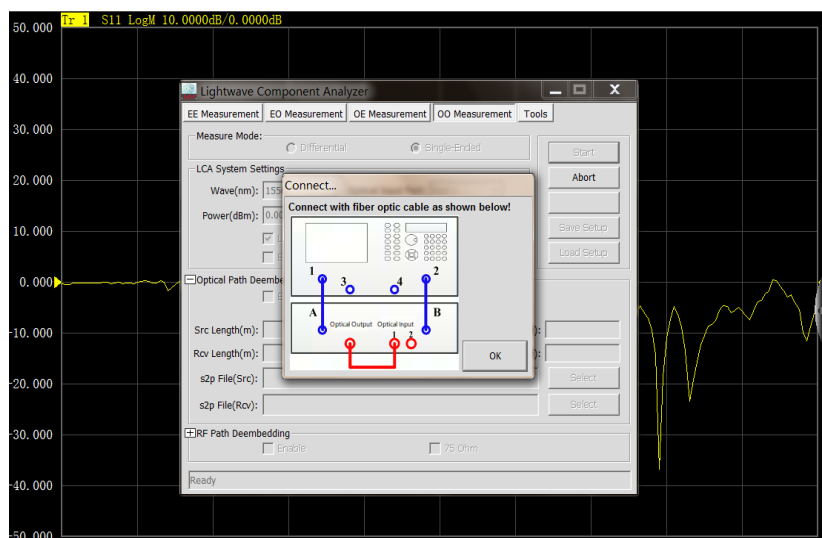 Tr 1 S11 LogM 10.0000dB/0.0000dB
50.000
40.000
30.000
20.000
10.000
0.000
-10.000
-20.000
-30.000
-40.000
-50.000
Lightwave Component Analyzer
EE Measurement EO Measurement OE Measurement OO Measurement Tools
Measure Mode:
Differential Single-Ended
Start
LCA System Settings
Abort
Wave(nm): 155
Power(dBm): 0.00
Save Setup
Load Setup
Connect...
Connect with fiber optic cable as shown below!
1 3 4 2
A Optical Output Optical Input B
1 2
OK
Optical Path Deembe
Src Length(m):
Rcv Length(m):
s2p File(Src): Select
s2p File(Rcv): Select
RF Path Deembedding
Enable 75 Ohm
Ready